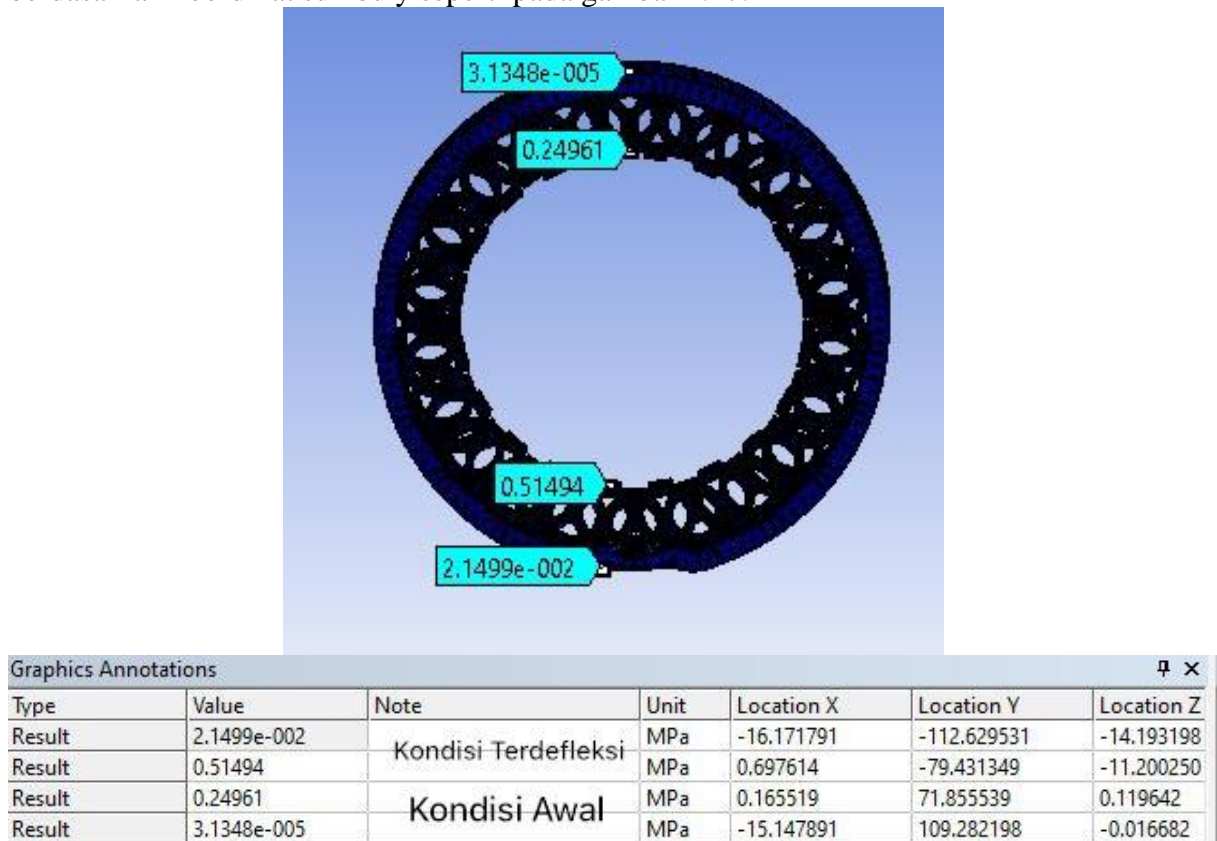 3.1348e-005
0.24961
0.51494
2.1499e-002
Graphics Annotations
Type Value Note Unit Location X Location Y Location Z
Result 2.1499e-002 Kondisi Terdefleksi MPa -16.171791 -112.629531 -14.193198
Result 0.51494 MPa 0.697614 -79.431349 -11.200250
Result 0.24961 Kondisi Awal MPa 0.165519 71.855539 0.119642
Result 3.1348e-005 MPa -15.147891 109.282198 -0.016682